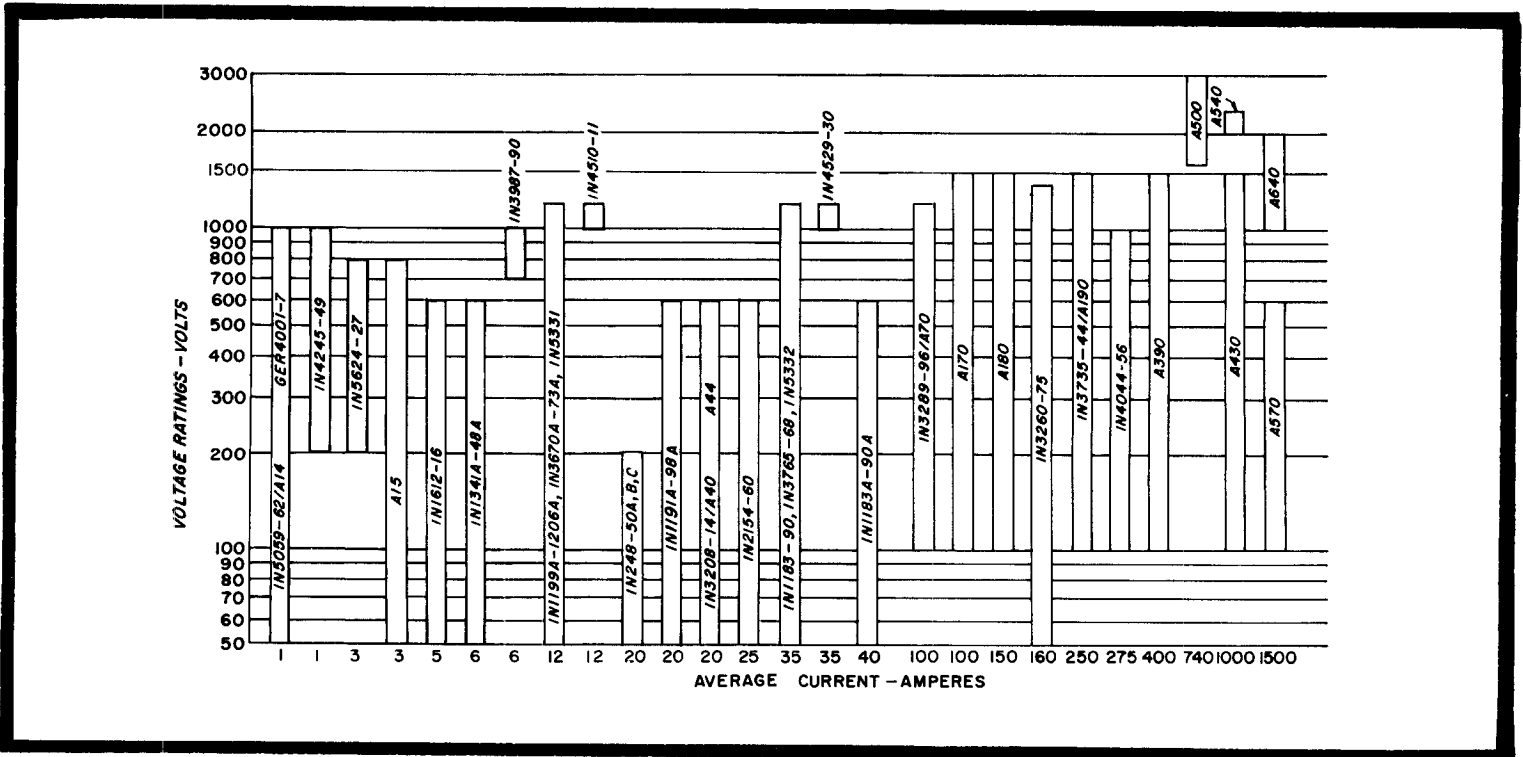 3000
2000
1500
1000
900
800
700
600
500
400
300
200
100
90
80
70
60
50
VOLTAGE RATINGS-VOLTS
IN5059-62/A14 GER4001-7
IN4245-49
IN5624-27
A15
IN1612-16
IN1341A-48A
IN3987-90
IN1199A-1206A, IN3670A-73A, IN5331
IN4510-11
IN248-50A,B,C
IN1191A-98A
IN3208-14/A40 A44
IN2154-60
IN1183-90, IN3765-68, IN5332
IN4529-30
IN1183A-90A
IN3289-96/A70
A170
A180
IN3260-75
IN3735-44/A190
IN4044-56
A390
A500
A540
A430
A640
A570
1 1 3 3 5 6 6 12 12 20 20 20 25 35 35 40 100 100 150 160 250 275 400 740 1000 1500
AVERAGE CURRENT-AMPERES